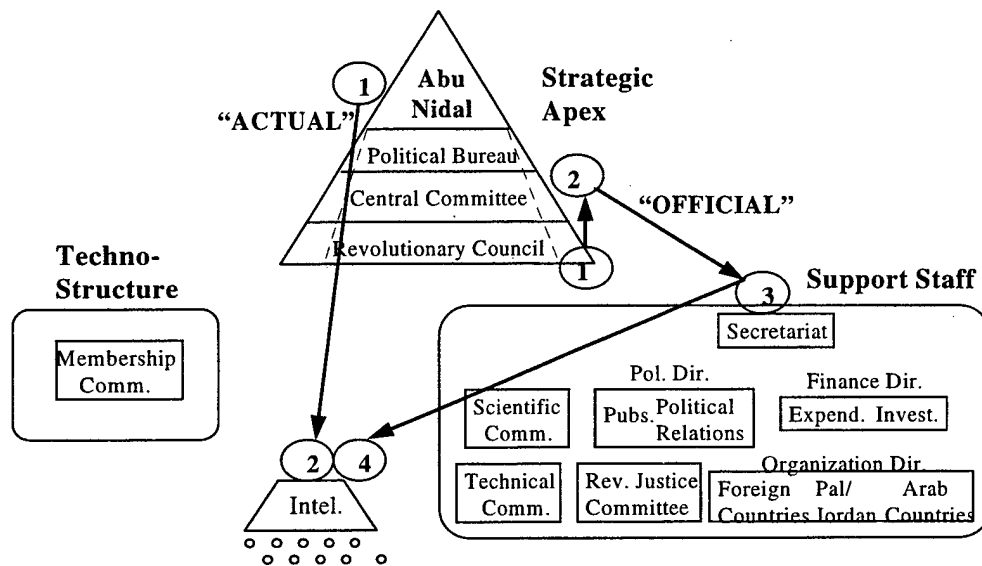 1
Abu
Nidal
Strategic
Apex
“ACTUAL”
Political Bureau
2
Central Committee
“OFFICIAL”
Revolutionary Council
1
Techno-
Structure
Support Staff
3
Secretariat
Membership
Comm.
Pol. Dir.
Finance Dir.
Scientific
Comm.
Pubs. Political
Relations
Expend. Invest.
2 4
Intel.
Organization Dir.
Technical
Comm.
Rev. Justice
Committee
Foreign Pal/ Arab
Countries Jordan Countries